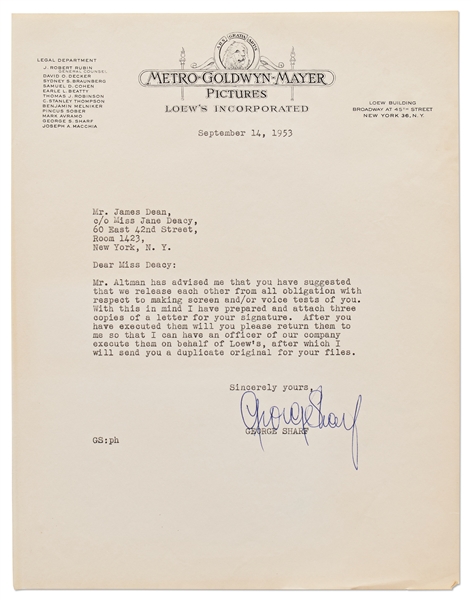 ARS GRATIA ARTIS
METRO-GOLDWYN-MAYER
PICTURES
LOEW'S INCORPORATED
LEGAL DEPARTMENT
J. ROBERT RUBIN
GENERAL COUNSEL
DAVID O. DECKER
SYDNEY S. BRAUNBERG
SAMUEL D. COHEN
EARLE L. BEATTY
THOMAS J. ROBINSON
C. STANLEY THOMPSON
BENJAMIN MELNIKER
PINCUS SOBER
MARK AVRAMO
GEORGE S. SHARF
JOSEPH A. MACCHIA
LOEW BUILDING
BROADWAY AT 45TH STREET
NEW YORK 36, N.Y.
September 14, 1953
Mr. James Dean,
c/o Miss Jane Deacy,
60 East 42nd Street,
Room 1423,
New York, N. Y.
Dear Miss Deacy:
Mr. Altman has advised me that you have suggested
that we release each other from all obligation with
respect to making screen and/or voice tests of you.
With this in mind I have prepared and attach three
copies of a letter for your signature. After you
have executed them will you please return them to
me so that I can have an officer of our company
execute them on behalf of Loew's, after which I
will send you a duplicate original for your files.
Sincerely yours,
George Sharf
GEORGE SHARF
GS:ph